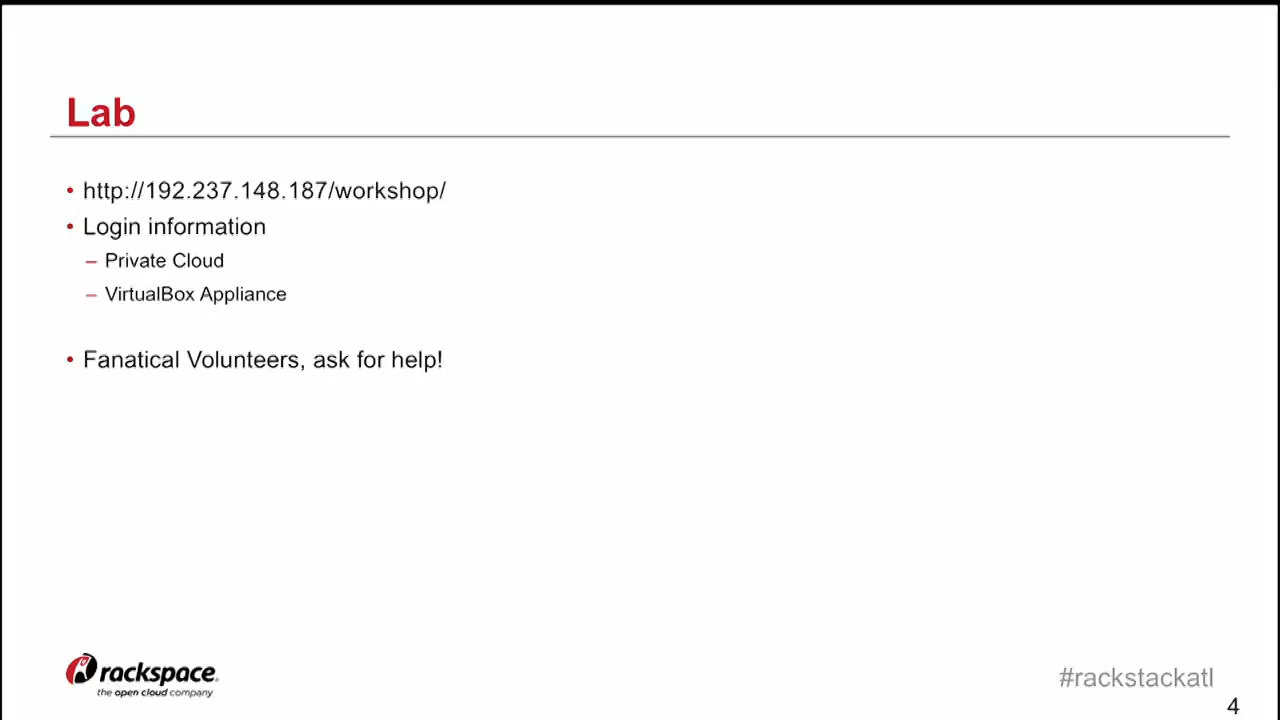 Lab
• http://192.237.148.187/workshop/
• Login information
– Private Cloud
– VirtualBox Appliance
• Fanatical Volunteers, ask for help!
rackspace.
the open cloud company
#rackstackatl
4